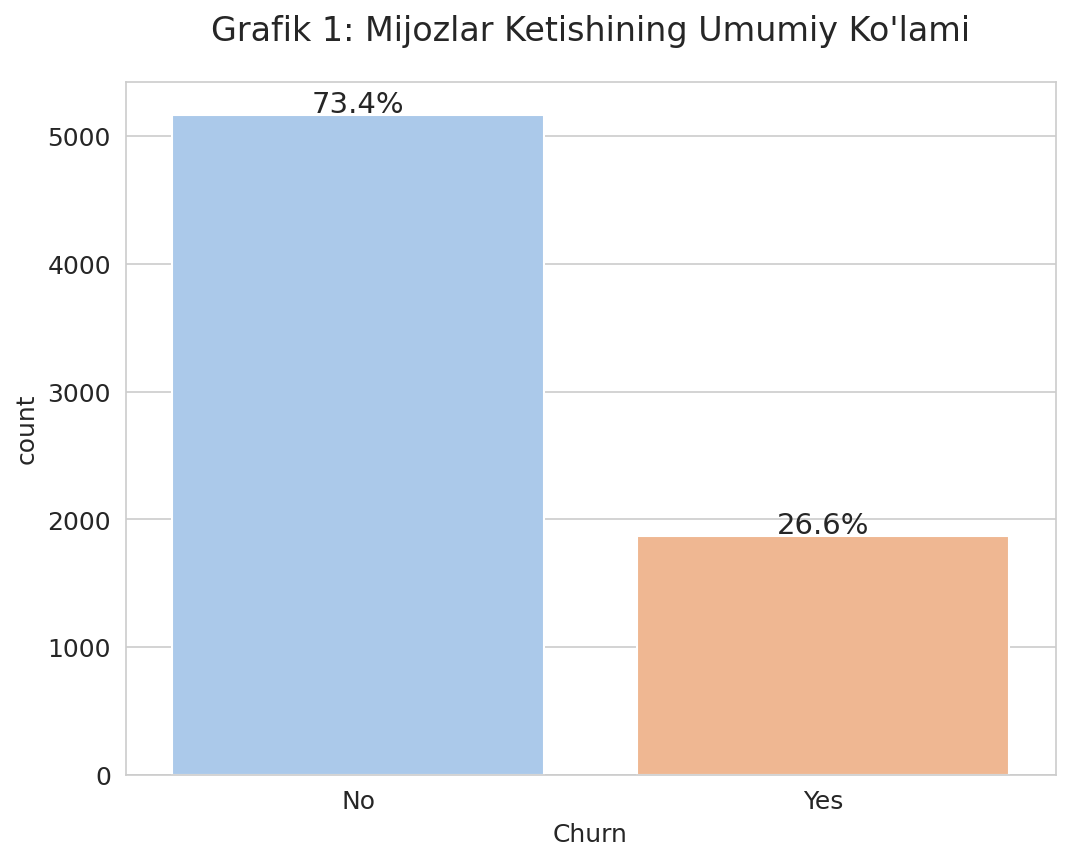 Grafik 1: Mijozlar Ketishining Umumiy Ko'lami
73.4%
26.6%
5000
4000
3000
2000
1000
0
count
No
Yes
Churn